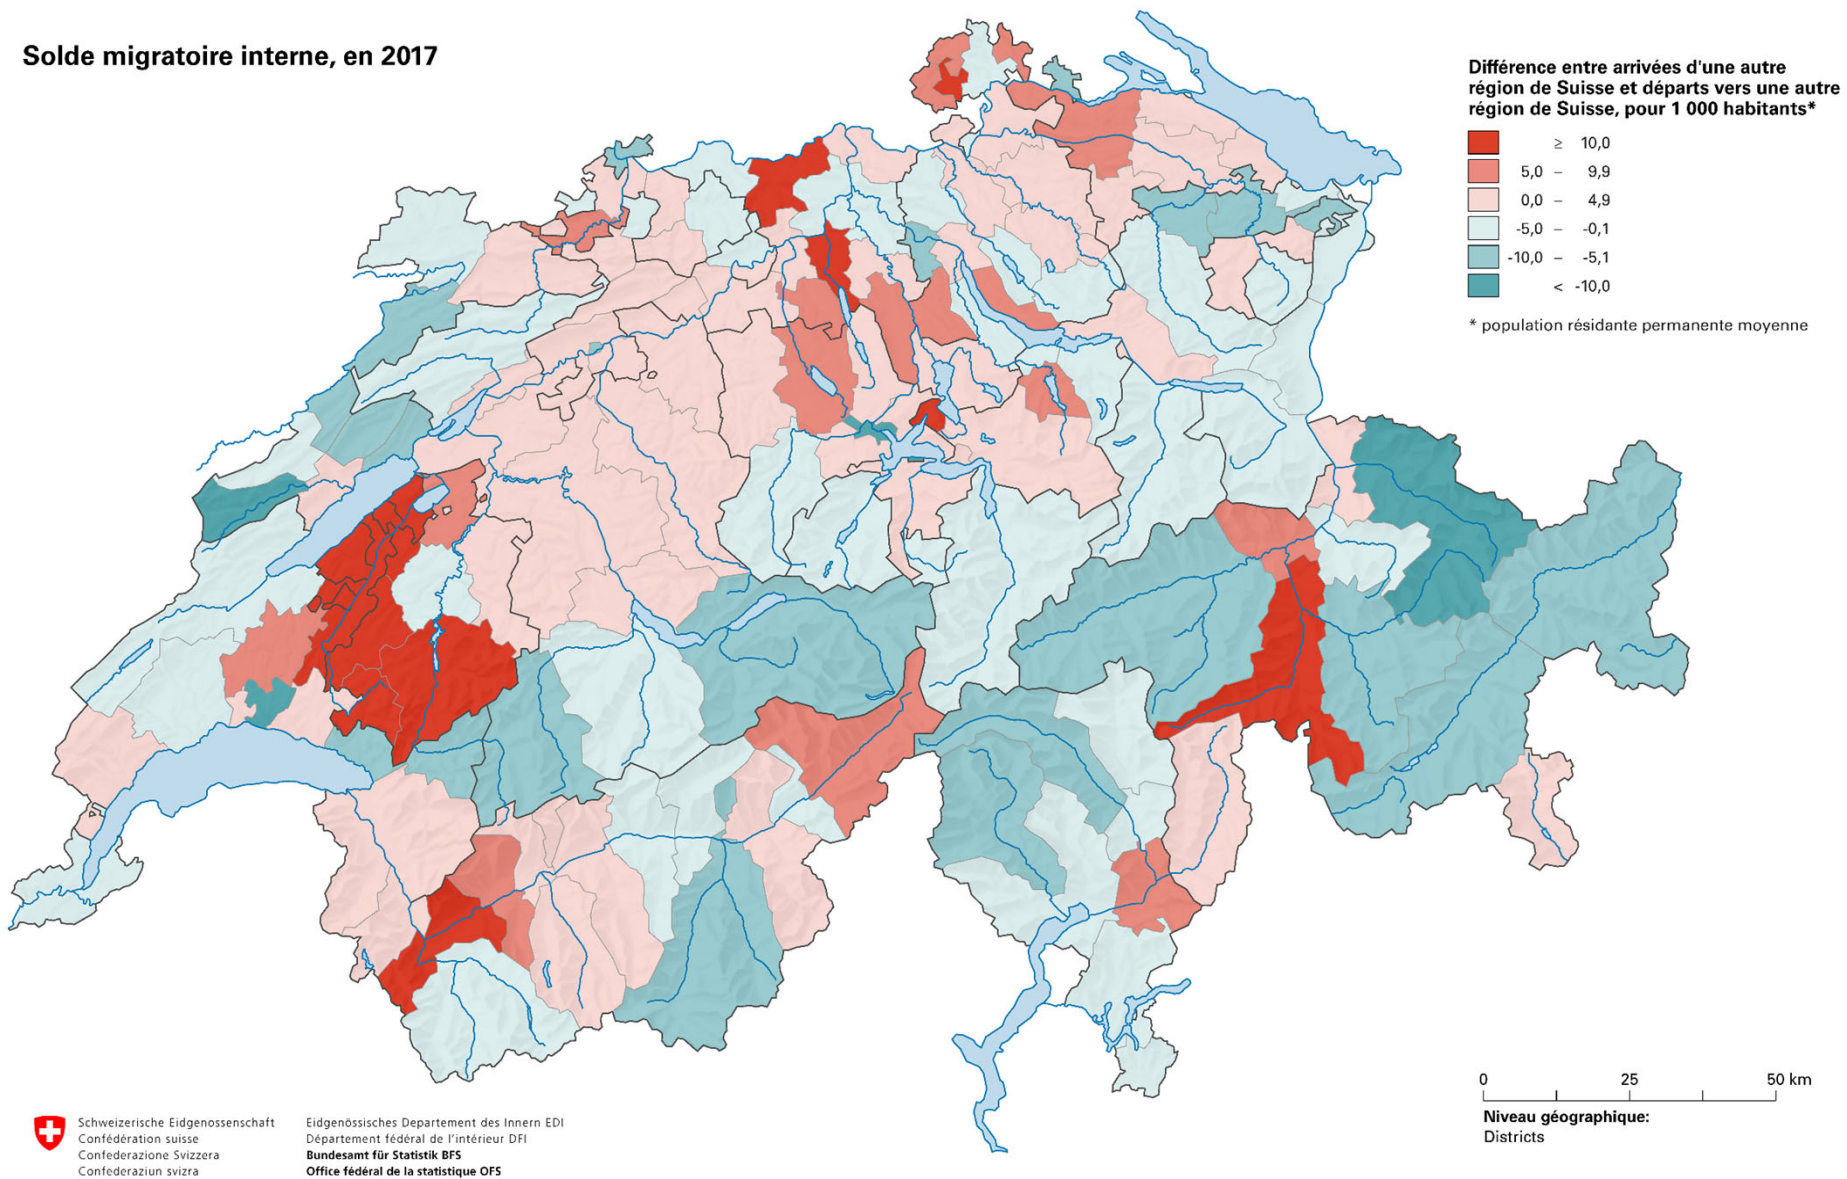 Solde migratoire interne, en 2017
Différence entre arrivées d'une autre
région de Suisse et départs vers une autre
région de Suisse, pour 1 000 habitants*
≥ 10,0
5,0 – 9,9
0,0 – 4,9
-5,0 – -0,1
-10,0 – -5,1
< -10,0
* population résidante permanente moyenne
0 25 50 km
Niveau géographique:
Districts
Schweizerische Eidgenossenschaft
Confédération suisse
Confederazione Svizzera
Confederaziun svizra
Eidgenössisches Departement des Innern EDI
Département fédéral de l'intérieur DFI
Bundesamt für Statistik BFS
Office fédéral de la statistique OFS